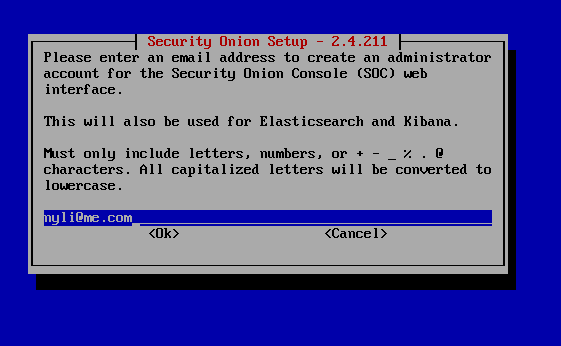 Security Onion Setup - 2.4.211
Please enter an email address to create an administrator
account for the Security Onion Console (SOC) web
interface.
This will also be used for Elasticsearch and Kibana.
Must only include letters, numbers, or + - _ % . @
characters. All capitalized letters will be converted to
lowercase.
nyli@me.com
<Ok> <Cancel>